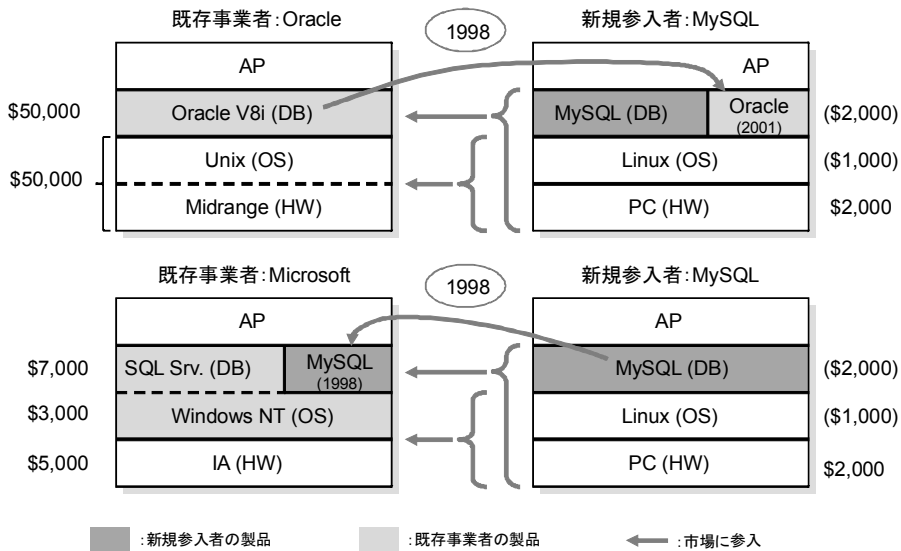 既存事業者:Oracle
1998
新規参入者:MySQL
AP
AP
$50,000
Oracle V8i (DB)
MySQL (DB)
Oracle
(2001)
($2,000)
$50,000
Unix (OS)
Linux (OS)
($1,000)
Midrange (HW)
PC (HW)
$2,000
既存事業者:Microsoft
1998
新規参入者:MySQL
AP
AP
$7,000
SQL Srv. (DB)
MySQL
(1998)
MySQL (DB)
($2,000)
$3,000
Windows NT (OS)
Linux (OS)
($1,000)
$5,000
IA (HW)
PC (HW)
$2,000
:新規参入者の製品
:既存事業者の製品
:市場に参入